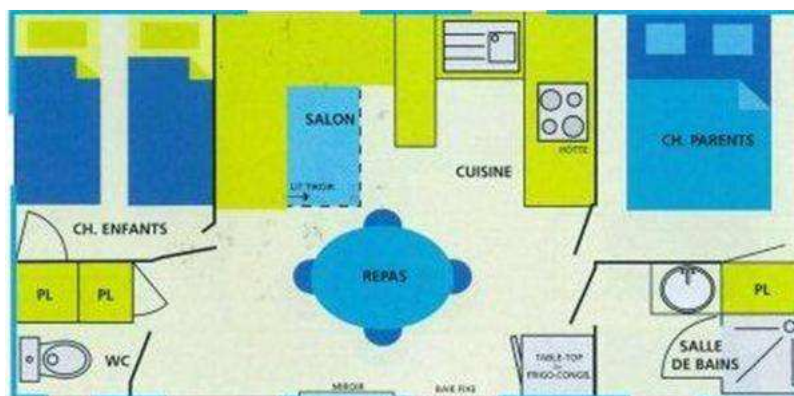 SALON
HOTTE
CH. PARENTS
CUISINE
LIT TIROIR
CH. ENFANTS
REPAS
PL
PL
PL
WC
SALLE
DE BAINS
TABLE-TOP
FRIGO-CONGEL
MIROIR
BAIE FIXE